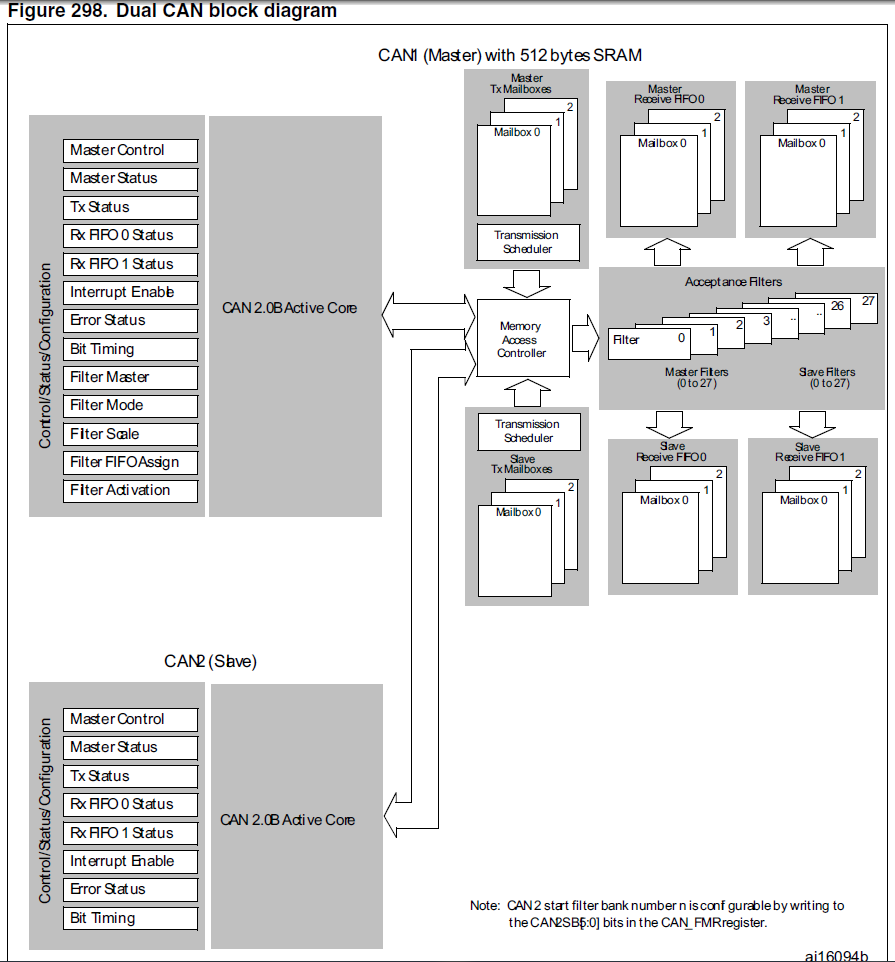 Figure 298. Dual CAN block diagram
CAN1 (Master) with 512 bytes SRAM
Master
Tx Mailboxes
2
1
Mailbox 0
Transmission
Scheduler
Master
Receive FIFO 0
2
1
Mailbox 0
Master
Receive FIFO 1
2
1
Mailbox 0
Control/Status/Configuration
Master Control
Master Status
Tx Status
Rx FIFO 0 Status
Rx FIFO 1 Status
Interrupt Enable
Error Status
Bit Timing
Filter Master
Filter Mode
Filter Scale
Filter FIFO Assign
Filter Activation
CAN 2.0B Active Core
Memory
Access
Controller
Acceptance Filters
Filter 0 1 2 3 .. .. 26 27
Master Filters
(0 to 27)
Slave Filters
(0 to 27)
Transmission
Scheduler
Slave
Tx Mailboxes
2
1
Mailbox 0
Slave
Receive FIFO 0
2
1
Mailbox 0
Slave
Receive FIFO 1
2
1
Mailbox 0
CAN2 (Slave)
Control/Status/Configuration
Master Control
Master Status
Tx Status
Rx FIFO 0 Status
Rx FIFO 1 Status
Interrupt Enable
Error Status
Bit Timing
CAN 2.0B Active Core
Note: CAN 2 start filter bank number n is configurable by writing to
the CAN2SB[5:0] bits in the CAN_FMR register.
ai16094b